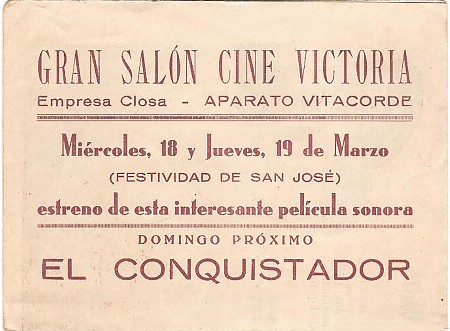 GRAN SALÓN CINE VICTORIA
Empresa Closa - APARATO VITACORDE
Miércoles, 18 y Jueves, 19 de Marzo
(FESTIVIDAD DE SAN JOSÉ)
estreno de esta interesante película sonora
DOMINGO PRÓXIMO
EL CONQUISTADOR